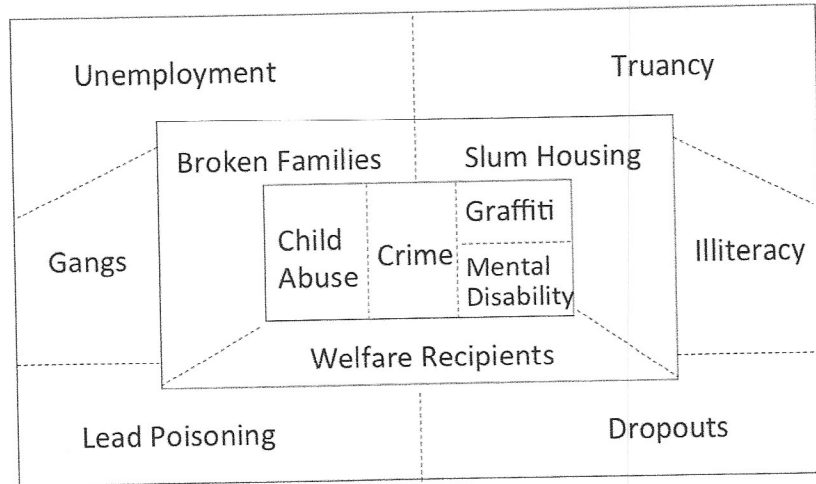 Unemployment
Truancy
Broken Families
Slum Housing
Graffiti
Child
Abuse
Crime
Mental
Disability
Gangs
Illiteracy
Welfare Recipients
Lead Poisoning
Dropouts